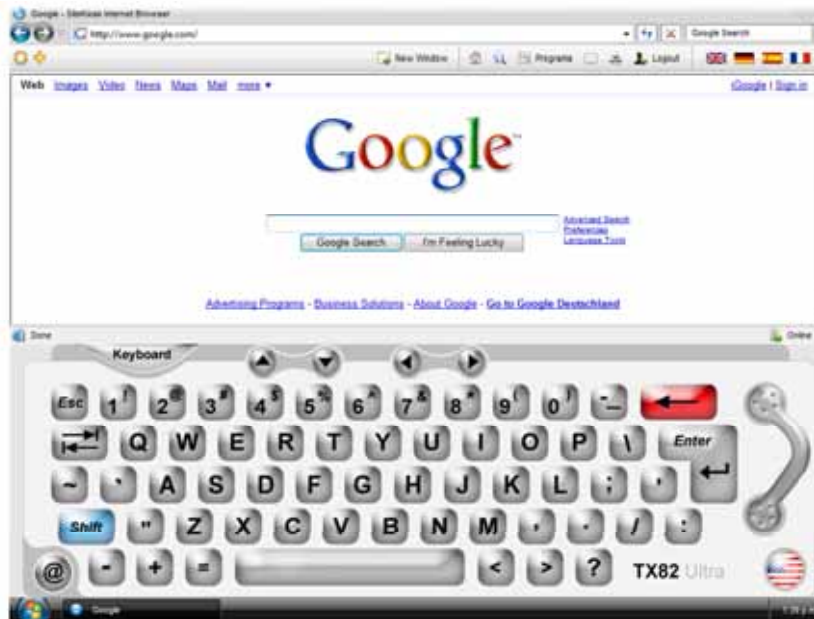 Google - SiteKiosk Internet Browser
http://www.google.com/ Google Search
New Window Programs Logout
Web Images Video News Maps Mail more ▼ iGoogle | Sign in
Google™
Advanced Search
Preferences
Language Tools
Google Search I'm Feeling Lucky
Advertising Programs - Business Solutions - About Google - Go to Google Deutschland
Done Online
Keyboard
Esc 1 ! 2 @ 3 # 4 $ 5 % 6 ^ 7 & 8 * 9 ( 0 ) - _
Q W E R T Y U I O P \ Enter
~ ` A S D F G H J K L ; '
Shift " Z X C V B N M , . / :
@ - + = < > ? TX82 Ultra
Google